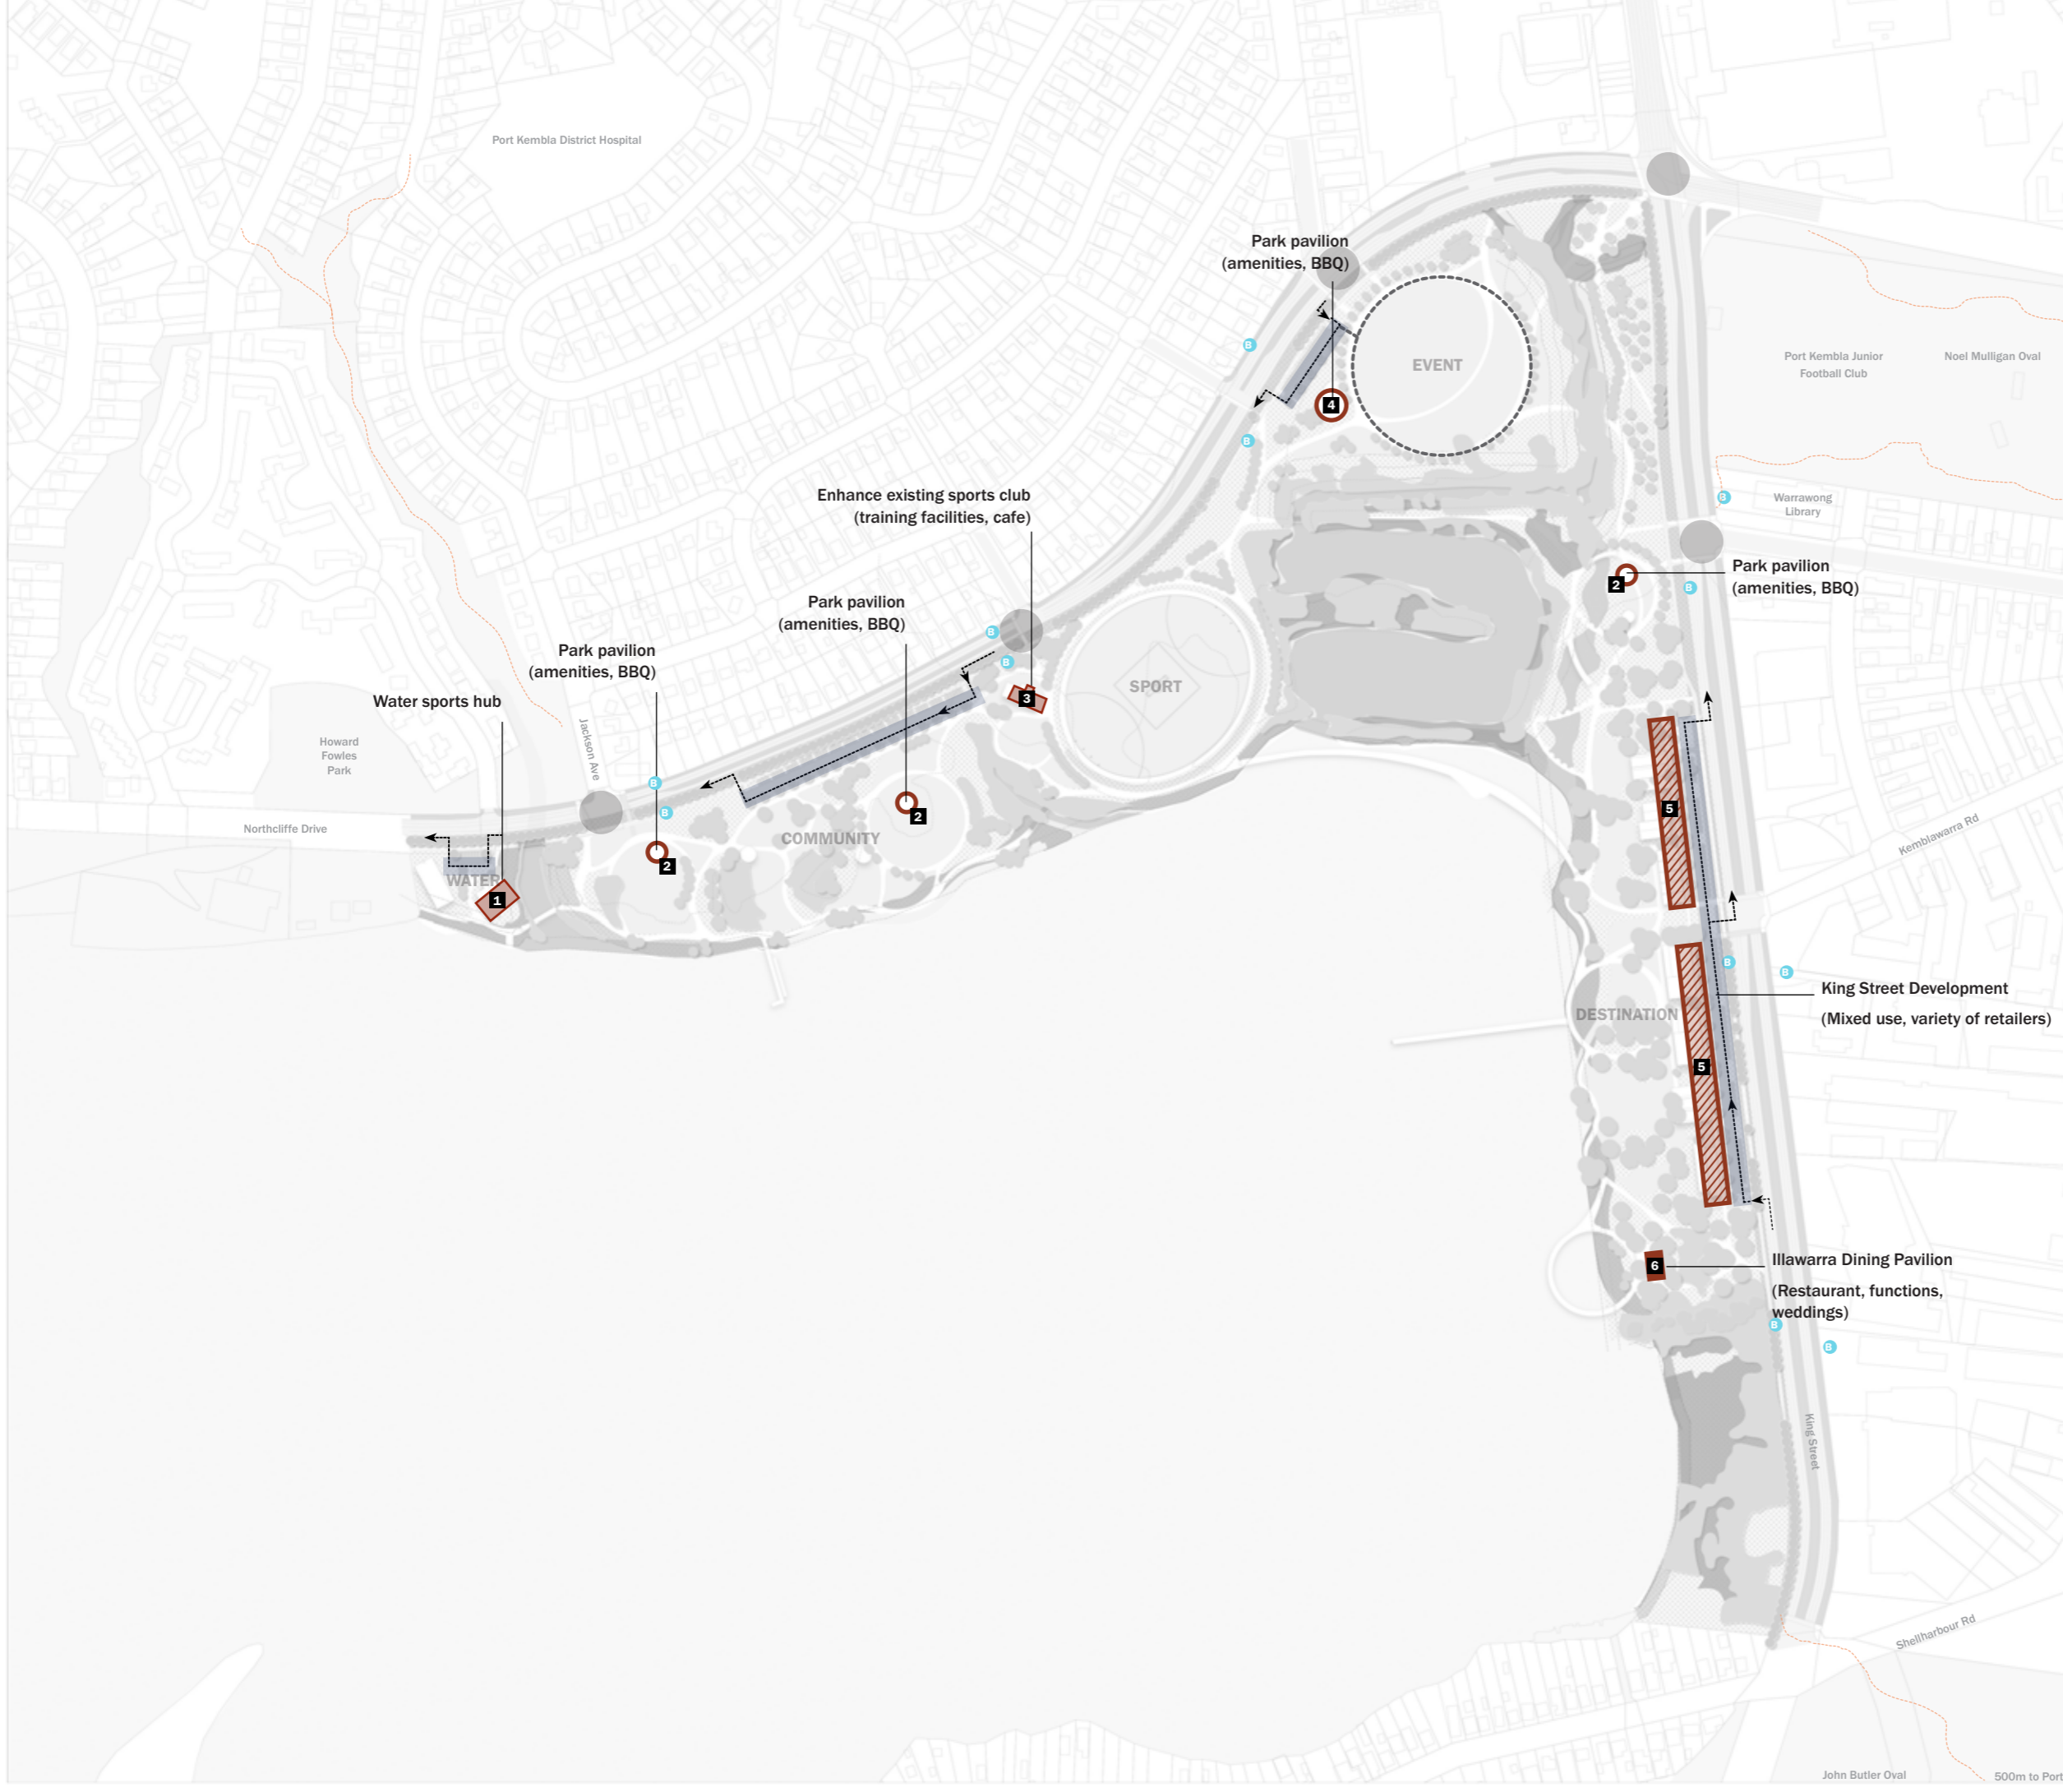 Port Kembla District Hospital
Park pavilion
(amenities, BBQ)
EVENT
B
4
B
Port Kembla Junior
Football Club
Noel Mulligan Oval
Enhance existing sports club
(training facilities, cafe)
B
Warrawong
Library
Park pavilion
(amenities, BBQ)
2
B
Park pavilion
(amenities, BBQ)
B
B
SPORT
3
Park pavilion
(amenities, BBQ)
Water sports hub
Howard
Fowles
Park
Jackson Ave
B
B
2
COMMUNITY
Northcliffe Drive
2
WATER
1
5
Kemblawarra Rd
B
B
King Street Development
(Mixed use, variety of retailers)
DESTINATION
5
Illawarra Dining Pavilion
(Restaurant, functions,
weddings)
6
B
B
King Street
Shellharbour Rd
John Butler Oval
500m to Port